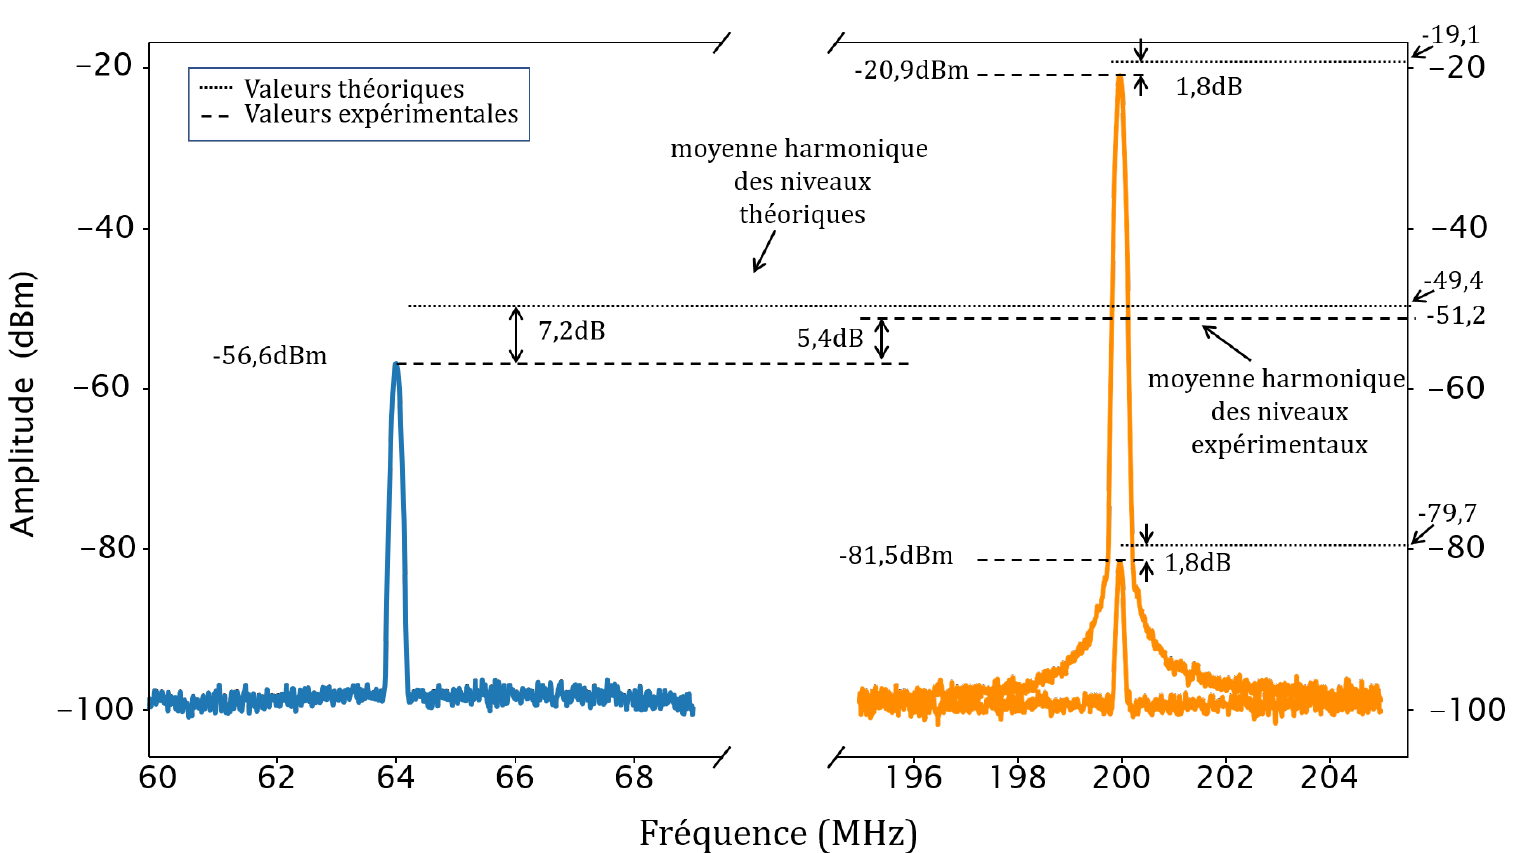 -19,1
−20
-20,9dBm
−20
1,8dB
Valeurs théoriques
Valeurs expérimentales
moyenne harmonique
des niveaux
théoriques
−40
−40
-49,4
-51,2
7,2dB
5,4dB
-56,6dBm
−60
−60
moyenne harmonique
des niveaux
expérimentaux
Amplitude (dBm)
-79,7
−80
-81,5dBm
−80
1,8dB
−100
−100
60 62 64 66 68 196 198 200 202 204
Fréquence (MHz)